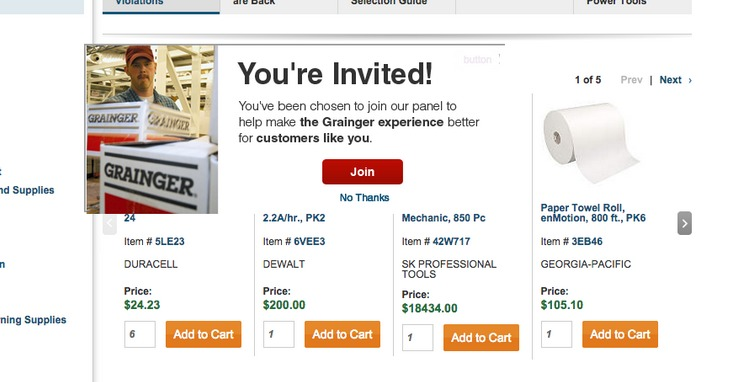 Violations
are Back
Selection Guide
Power Tools
button
You're Invited!
1 of 5 Prev | Next ›
You've been chosen to join our panel to
help make the Grainger experience better
for customers like you.
GRAINGER
GRAINGER
GRAINGER.
Join
nd Supplies
No Thanks
Paper Towel Roll,
enMotion, 800 ft., PK6
24
2.2A/hr., PK2
Mechanic, 850 Pc
Item # 5LE23
Item # 6VEE3
Item # 42W717
Item # 3EB46
DURACELL
DEWALT
SK PROFESSIONAL
TOOLS
GEORGIA-PACIFIC
Price:
$24.23
Price:
$200.00
Price:
$18434.00
Price:
$105.10
ning Supplies
6 Add to Cart
1 Add to Cart
1 Add to Cart
1 Add to Cart